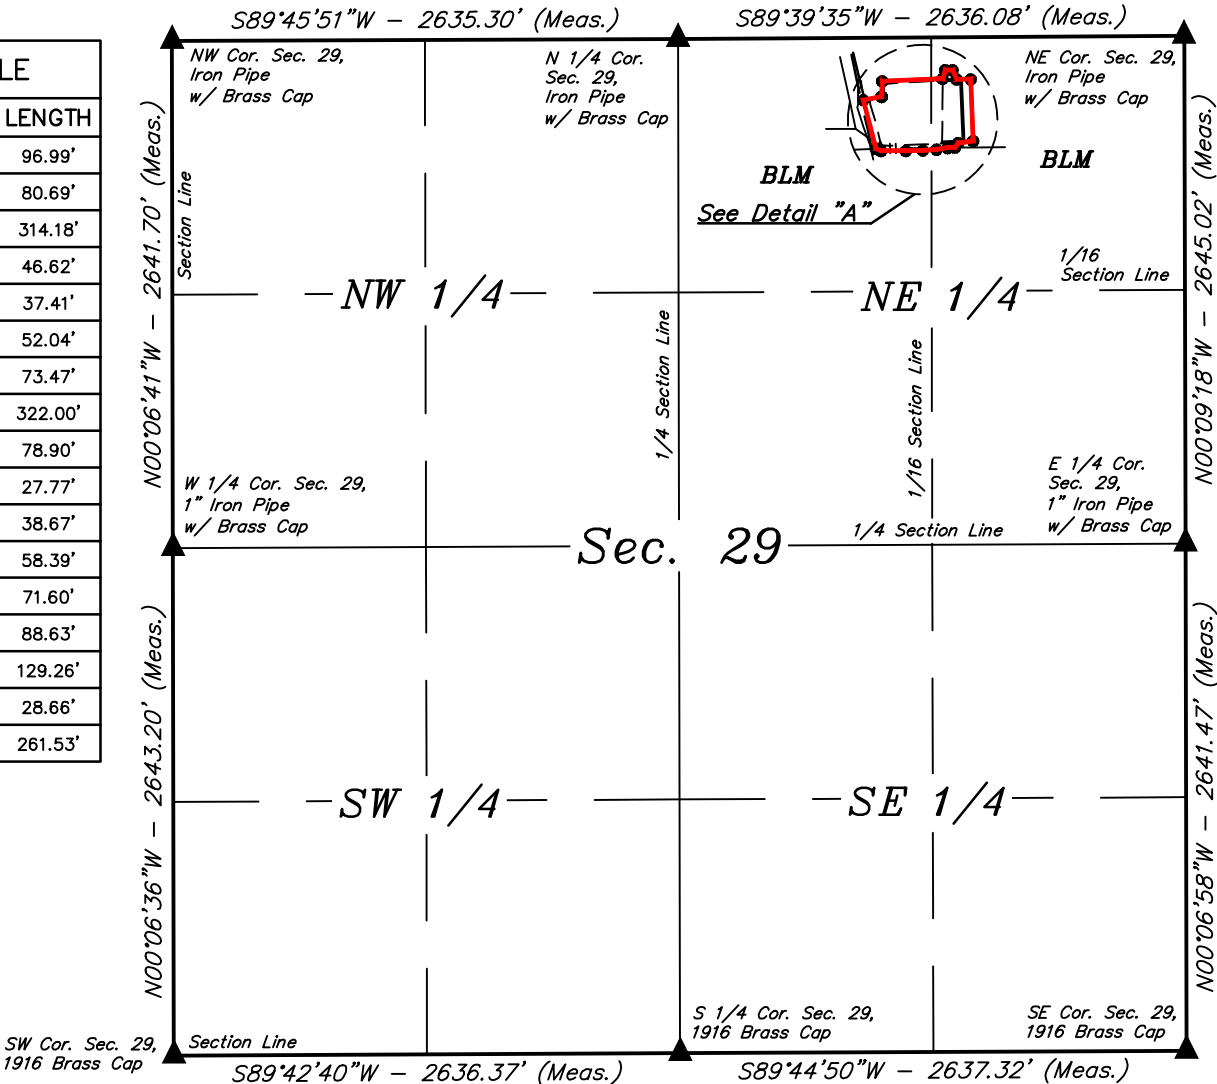 S89°45'51"W - 2635.30' (Meas.)
S89°39'35"W - 2636.08' (Meas.)
LE
LENGTH
96.99'
80.69'
314.18'
46.62'
37.41'
52.04'
73.47'
322.00'
78.90'
27.77'
38.67'
58.39'
71.60'
88.63'
129.26'
28.66'
261.53'
NW Cor. Sec. 29,
Iron Pipe
w/ Brass Cap
N 1/4 Cor.
Sec. 29,
Iron Pipe
w/ Brass Cap
NE Cor. Sec. 29,
Iron Pipe
w/ Brass Cap
BLM
BLM
See Detail "A"
N00°06'41"W - 2641.70' (Meas.)
Section Line
N00°09'18"W - 2645.02' (Meas.)
1/16
Section Line
NW 1/4
NE 1/4
1/4 Section Line
1/16 Section Line
W 1/4 Cor. Sec. 29,
1" Iron Pipe
w/ Brass Cap
E 1/4 Cor.
Sec. 29,
1" Iron Pipe
w/ Brass Cap
1/4 Section Line
Sec. 29
N00°06'36"W - 2643.20' (Meas.)
N00°06'58"W - 2641.47' (Meas.)
SW 1/4
SE 1/4
SW Cor. Sec. 29,
1916 Brass Cap
Section Line
S 1/4 Cor. Sec. 29,
1916 Brass Cap
SE Cor. Sec. 29,
1916 Brass Cap
S89°42'40"W - 2636.37' (Meas.)
S89°44'50"W - 2637.32' (Meas.)